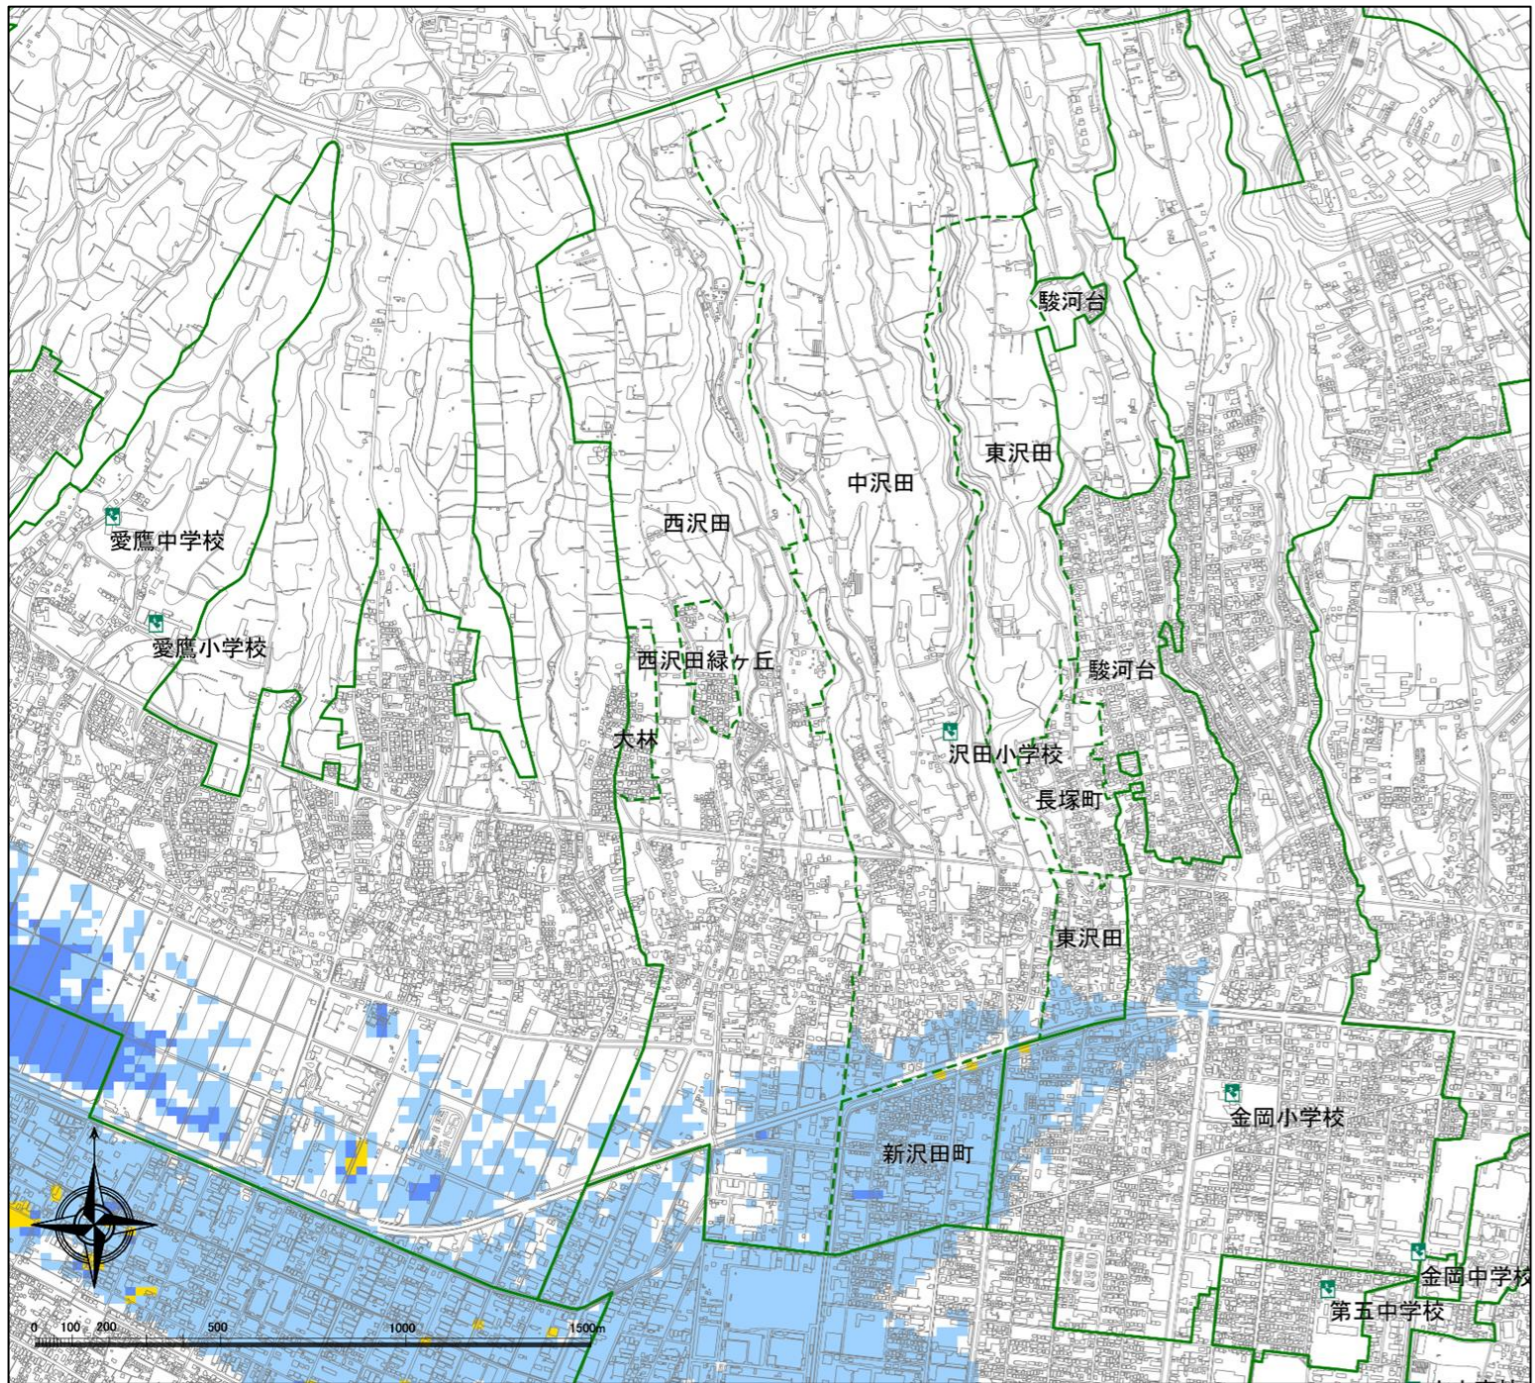 駿河台
東沢田
中沢田
西沢田
愛鷹中学校
愛鷹小学校
西沢田緑ヶ丘
駿河台
大林
沢田小学校
長塚町
東沢田
金岡小学校
新沢田町
金岡中学校
第五中学校
0 100 200 500 1000 1500m